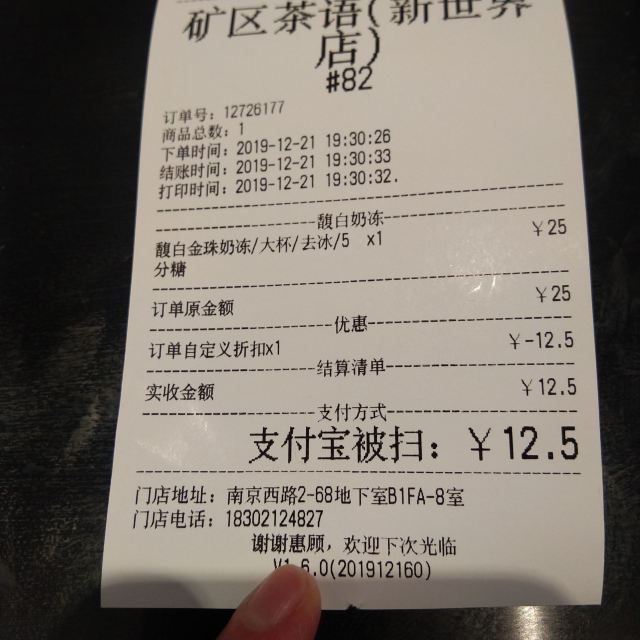 矿区茶语(新世界
店)
#82
订单号：12726177
商品总数：1
下单时间：2019-12-21 19:30:26
结账时间：2019-12-21 19:30:33
打印时间：2019-12-21 19:30:32.
馥白奶冻
馥白金珠奶冻/大杯/去冰/5 x1 ￥25
分糖
订单原金额 ￥25
优惠
订单自定义折扣x1 ￥-12.5
结算清单
实收金额 ￥12.5
支付方式
支付宝被扫：￥12.5
门店地址：南京西路2-68地下室B1FA-8室
门店电话：18302124827
谢谢惠顾，欢迎下次光临
V1.6.0(201912160)